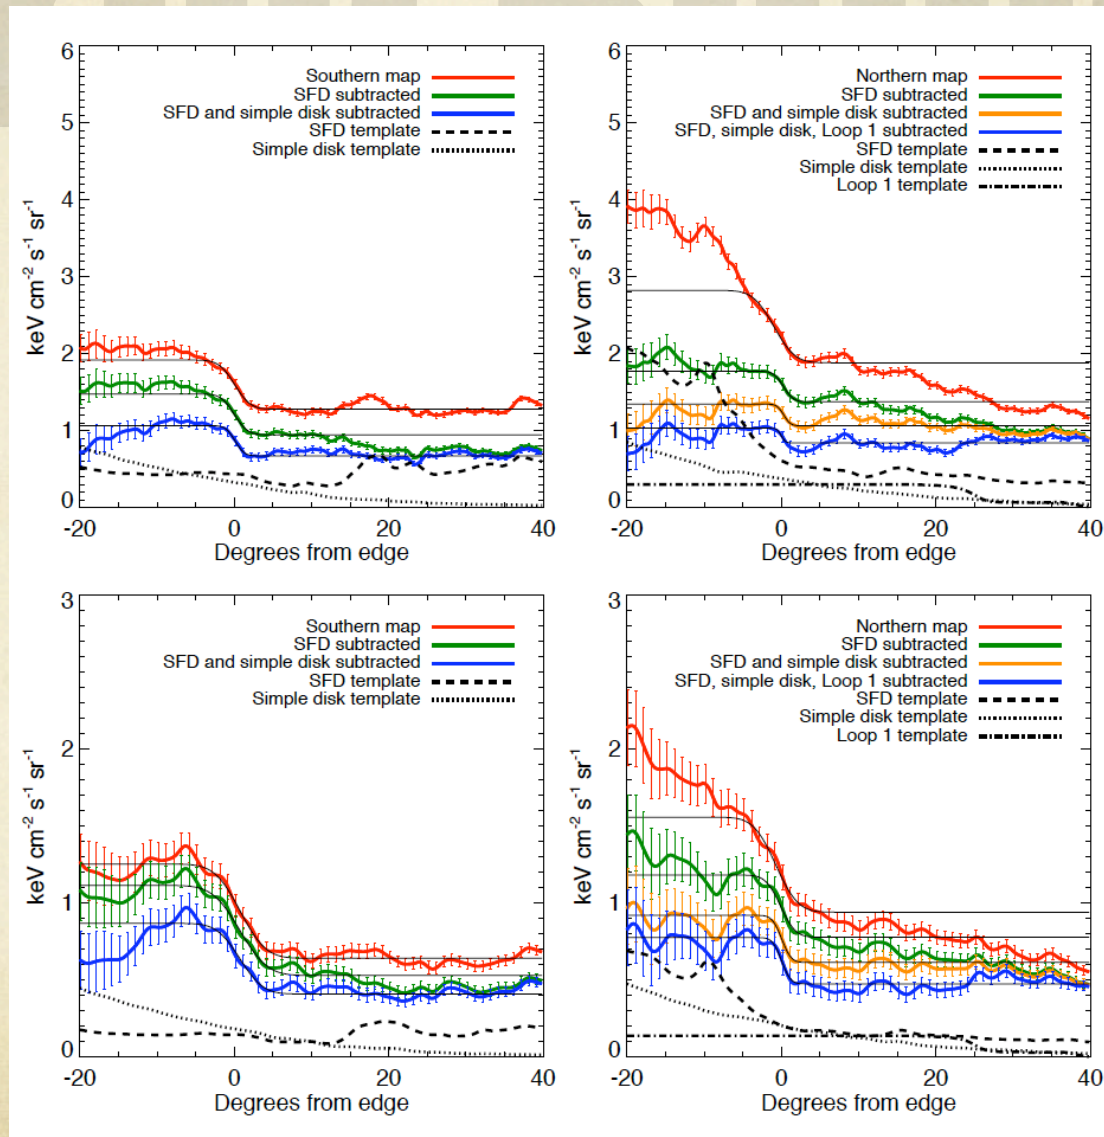 6
5
4
3
2
1
0
-20
0
20
40
keV cm⁻² s⁻¹ sr⁻¹
Degrees from edge
Southern map
SFD subtracted
SFD and simple disk subtracted
SFD template
Simple disk template
6
5
4
3
2
1
0
-20
0
20
40
keV cm⁻² s⁻¹ sr⁻¹
Degrees from edge
Northern map
SFD subtracted
SFD and simple disk subtracted
SFD, simple disk, Loop 1 subtracted
SFD template
Simple disk template
Loop 1 template
3
2
1
0
-20
0
20
40
keV cm⁻² s⁻¹ sr⁻¹
Degrees from edge
Southern map
SFD subtracted
SFD and simple disk subtracted
SFD template
Simple disk template
3
2
1
0
-20
0
20
40
keV cm⁻² s⁻¹ sr⁻¹
Degrees from edge
Northern map
SFD subtracted
SFD and simple disk subtracted
SFD, simple disk, Loop 1 subtracted
SFD template
Simple disk template
Loop 1 template